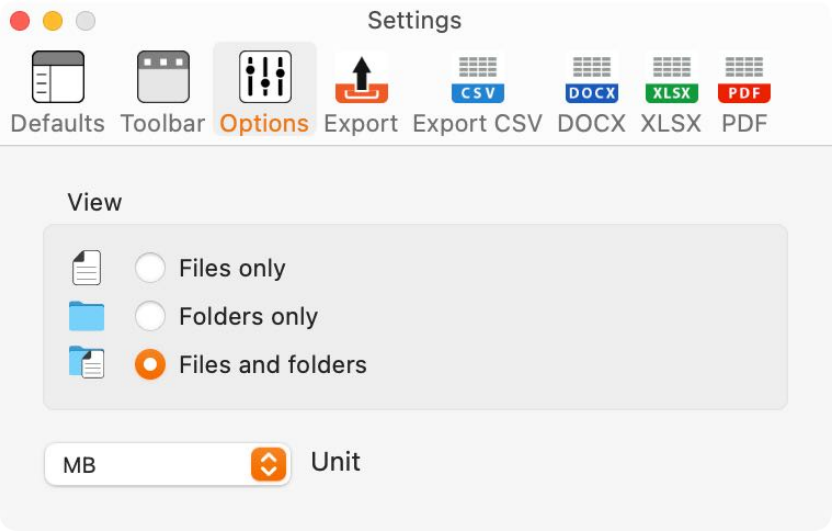 Settings
CSV DOCX XLSX PDF
Defaults Toolbar Options Export Export CSV DOCX XLSX PDF
View
Files only
Folders only
Files and folders
MB Unit